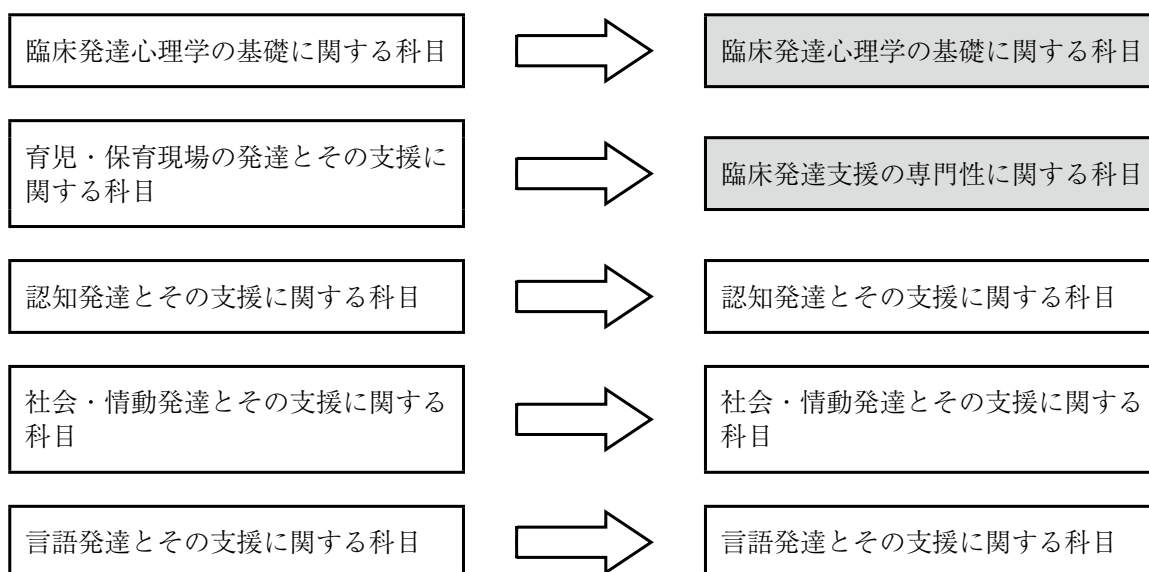 臨床発達心理学の基礎に関する科目
臨床発達心理学の基礎に関する科目
育児・保育現場の発達とその支援に
関する科目
臨床発達支援の専門性に関する科目
認知発達とその支援に関する科目
認知発達とその支援に関する科目
社会・情動発達とその支援に関する
科目
社会・情動発達とその支援に関する
科目
言語発達とその支援に関する科目
言語発達とその支援に関する科目